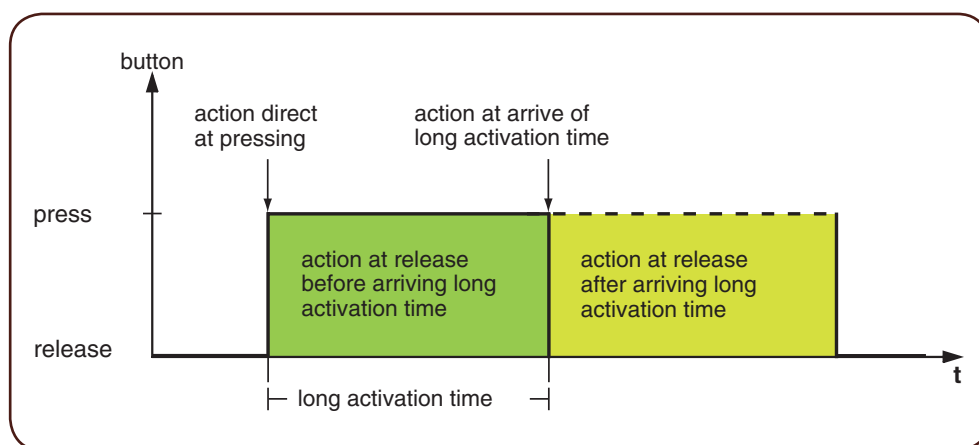 button
action direct
at pressing
action at arrive of
long activation time
press
action at release
before arriving long
activation time
action at release
after arriving long
activation time
release
t
long activation time